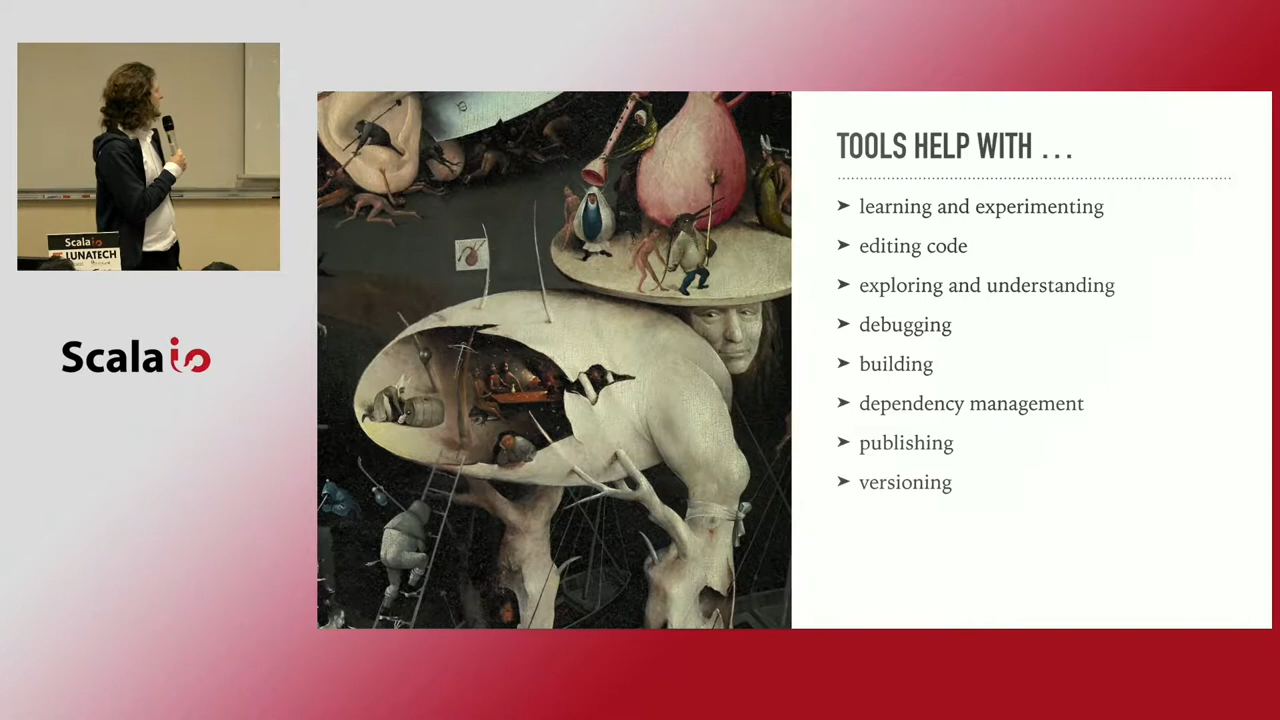 Scala
LUNATECH
Scala
TOOLS HELP WITH ...
➤ learning and experimenting
➤ editing code
➤ exploring and understanding
➤ debugging
➤ building
➤ dependency management
➤ publishing
➤ versioning